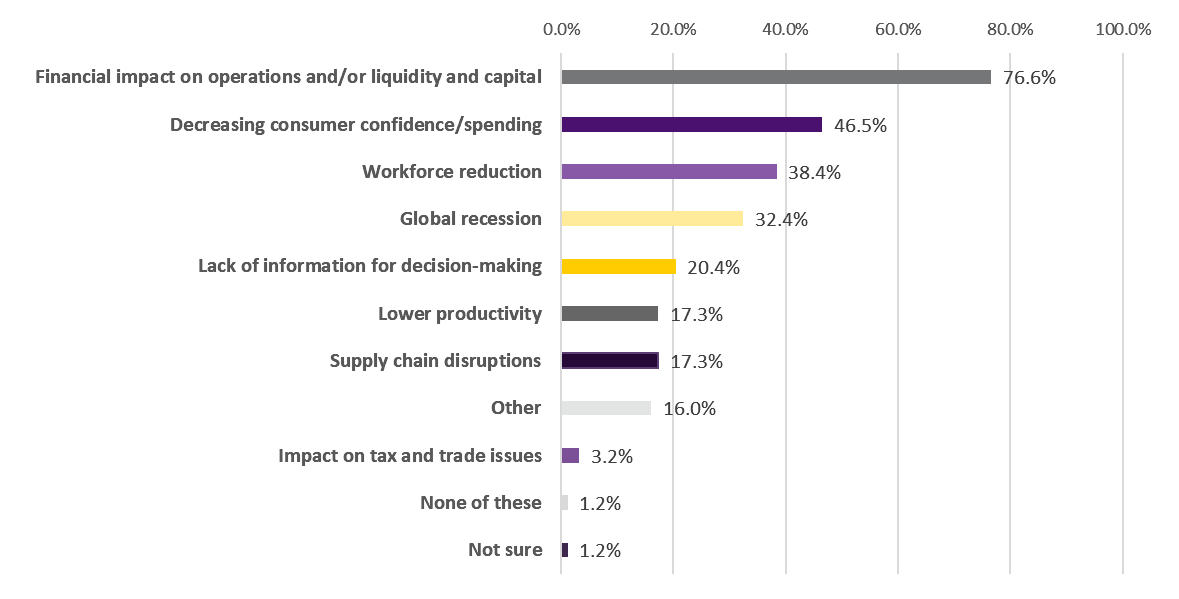 0.0% 20.0% 40.0% 60.0% 80.0% 100.0%
Financial impact on operations and/or liquidity and capital 76.6%
Decreasing consumer confidence/spending 46.5%
Workforce reduction 38.4%
Global recession 32.4%
Lack of information for decision-making 20.4%
Lower productivity 17.3%
Supply chain disruptions 17.3%
Other 16.0%
Impact on tax and trade issues 3.2%
None of these 1.2%
Not sure 1.2%